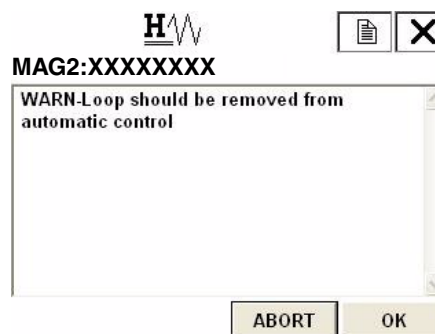 H
MAG2:XXXXXXXX
WARN-Loop should be removed from
automatic control
ABORT OK